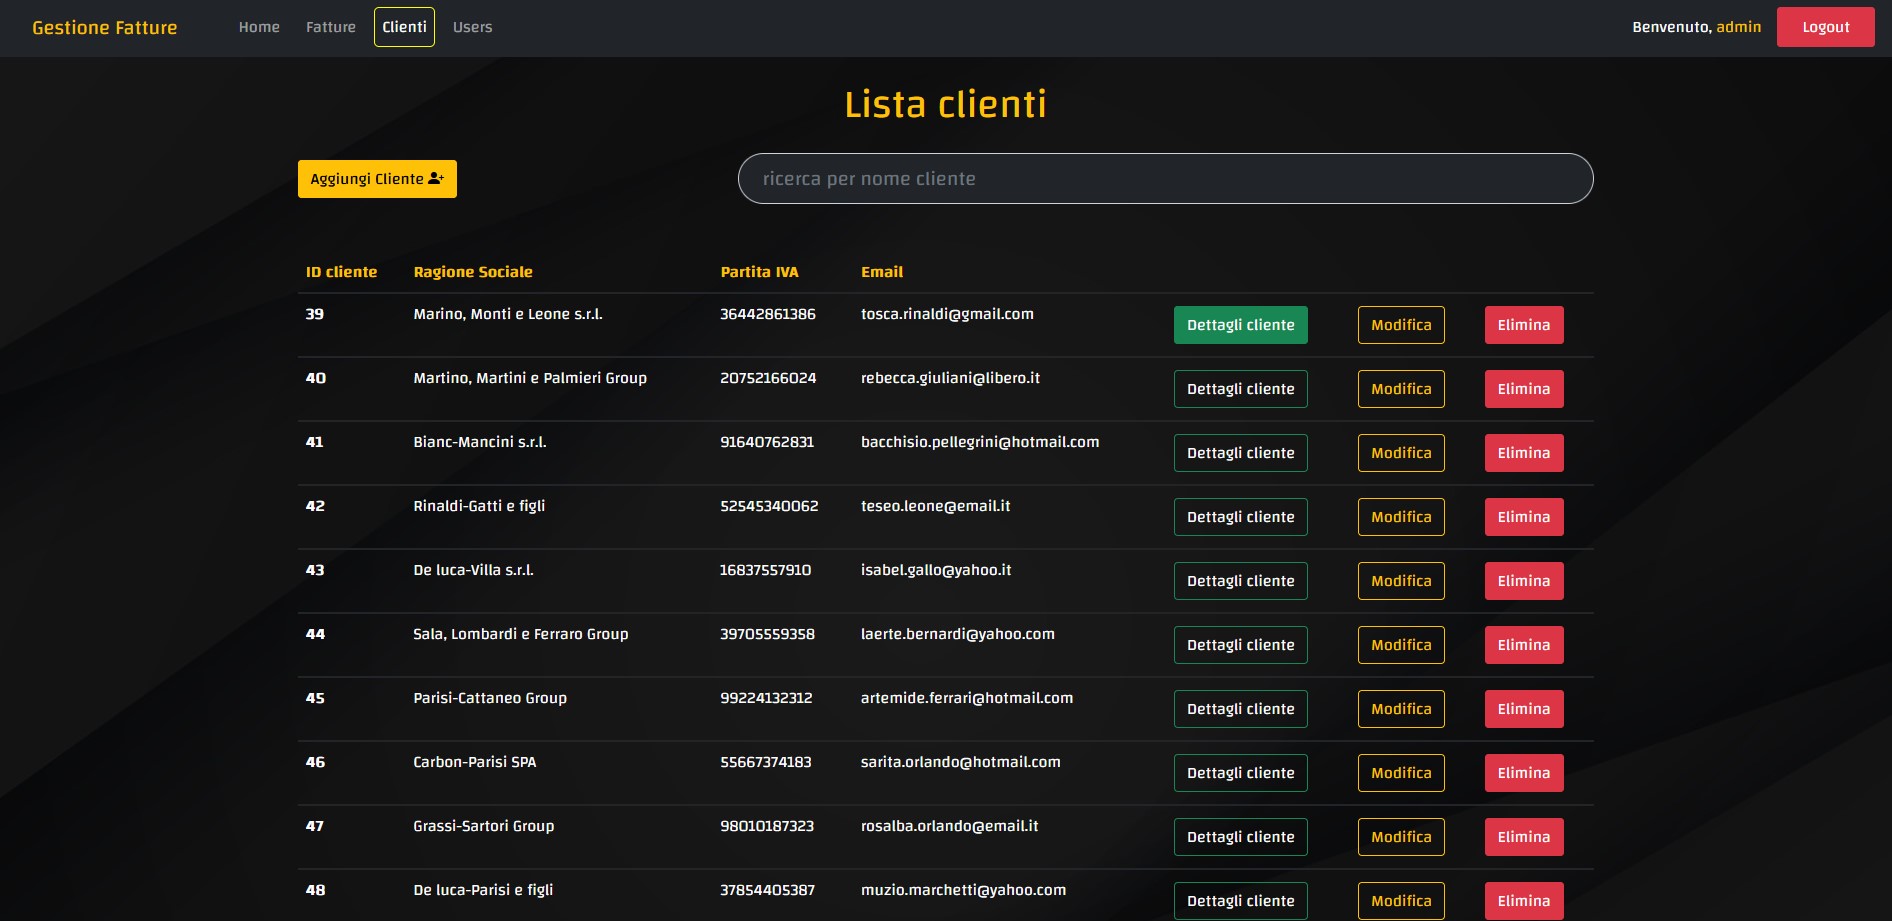 Gestione Fatture Home Fatture Clienti Users Benvenuto, admin Logout
Lista clienti
Aggiungi Cliente ricerca per nome cliente
ID cliente Ragione Sociale Partita IVA Email
39 Marino, Monti e Leone s.r.l. 36442861386 tosca.rinaldi@gmail.com Dettagli cliente Modifica Elimina
40 Martino, Martini e Palmieri Group 20752166024 rebecca.giuliani@libero.it Dettagli cliente Modifica Elimina
41 Bianc-Mancini s.r.l. 91640762831 bacchisio.pellegrini@hotmail.com Dettagli cliente Modifica Elimina
42 Rinaldi-Gatti e figli 52545340062 teseo.leone@email.it Dettagli cliente Modifica Elimina
43 De luca-Villa s.r.l. 16837557910 isabel.gallo@yahoo.it Dettagli cliente Modifica Elimina
44 Sala, Lombardi e Ferraro Group 39705559358 laerte.bernardi@yahoo.com Dettagli cliente Modifica Elimina
45 Parisi-Cattaneo Group 99224132312 artemide.ferrari@hotmail.com Dettagli cliente Modifica Elimina
46 Carbon-Parisi SPA 55667374183 sarita.orlando@hotmail.com Dettagli cliente Modifica Elimina
47 Grassi-Sartori Group 98010187323 rosalba.orlando@email.it Dettagli cliente Modifica Elimina
48 De luca-Parisi e figli 37854405387 muzio.marchetti@yahoo.com Dettagli cliente Modifica Elimina